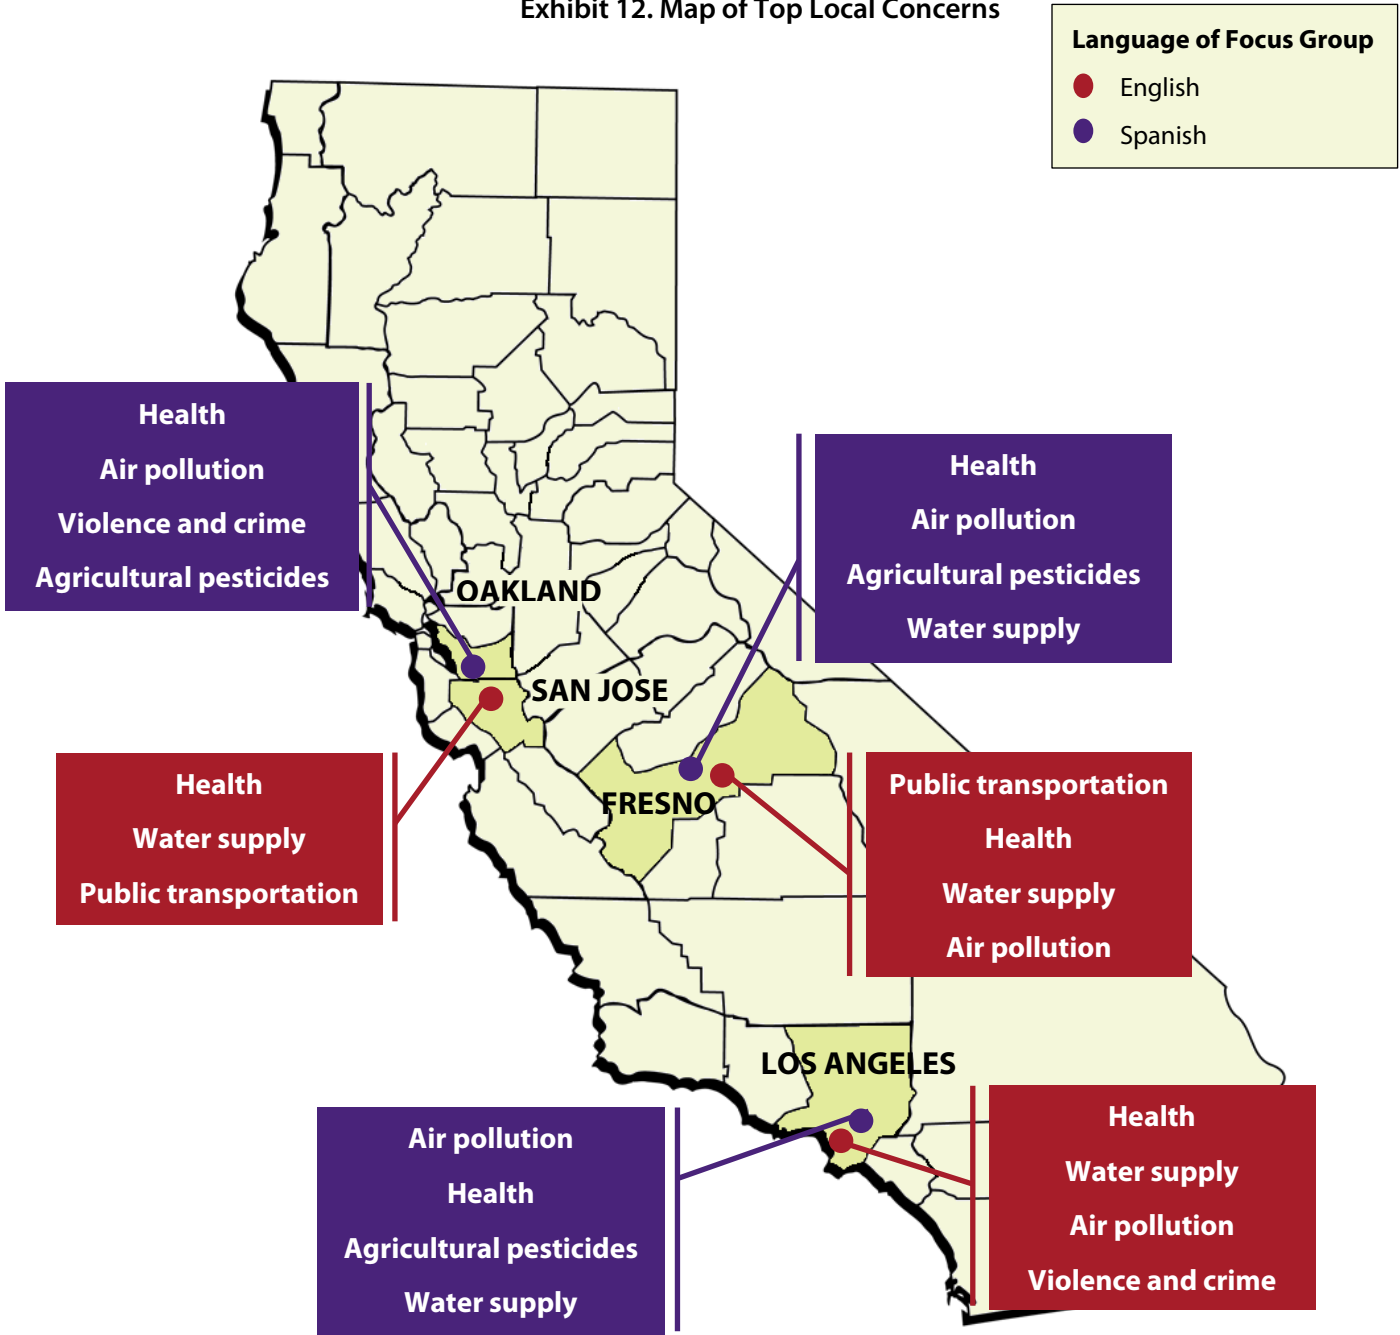 Exhibit 12. Map of Top Local Concerns
Language of Focus Group
English
Spanish
Health
Air pollution
Violence and crime
Agricultural pesticides
Health
Air pollution
Agricultural pesticides
Water supply
OAKLAND
SAN JOSE
FRESNO
Health
Water supply
Public transportation
Public transportation
Health
Water supply
Air pollution
LOS ANGELES
Air pollution
Health
Agricultural pesticides
Water supply
Health
Water supply
Air pollution
Violence and crime